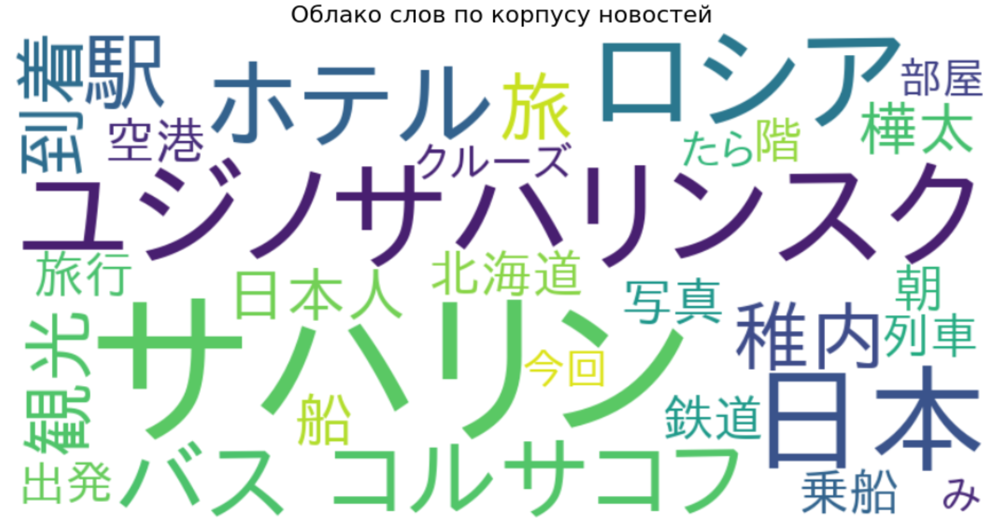 Облако слов по корпусу новостей
到着
駅
ホテル
旅
ロシア
部屋
空港
クルーズ
たら
階
樺太
ユジノサハリンスク
旅行
日本人
北海道
写真
朝
観光
サハリン
今回
稚内
列車
船
鉄道
日本
出発
バス
コルサコフ
乗船
み